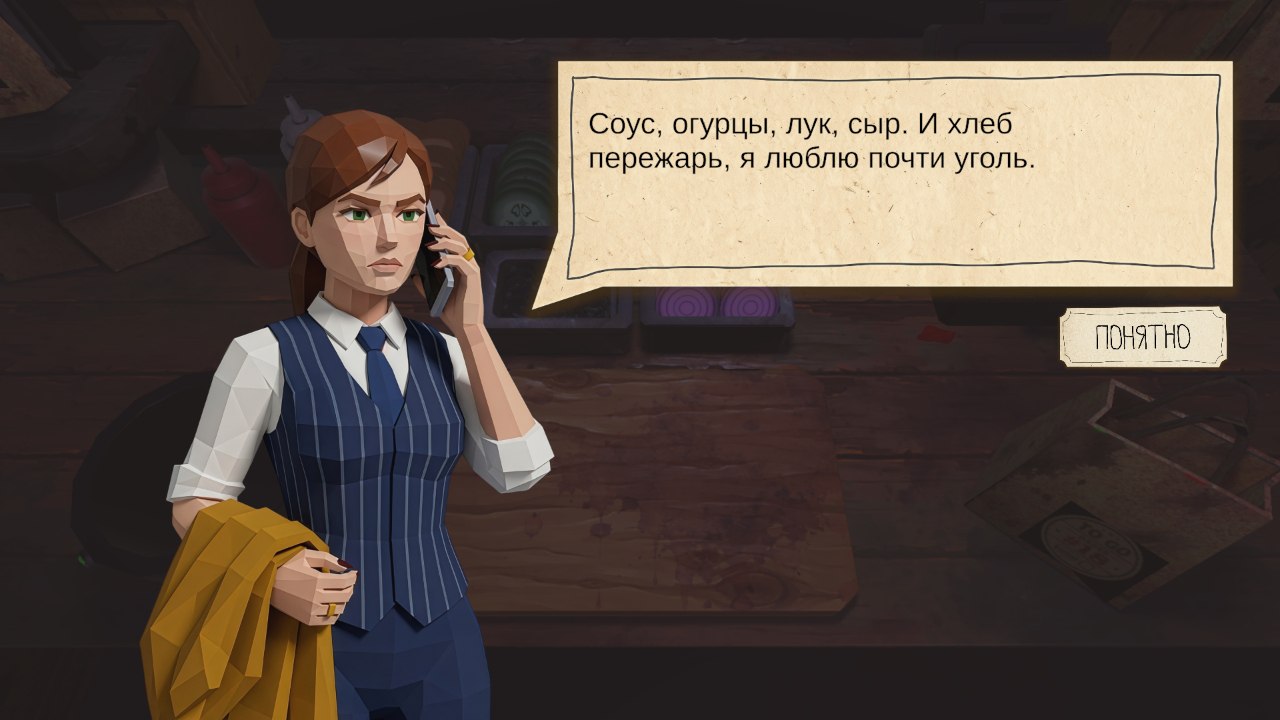 Соус, огурцы, лук, сыр. И хлеб
пережарь, я люблю почти уголь.
ПОНЯТНО